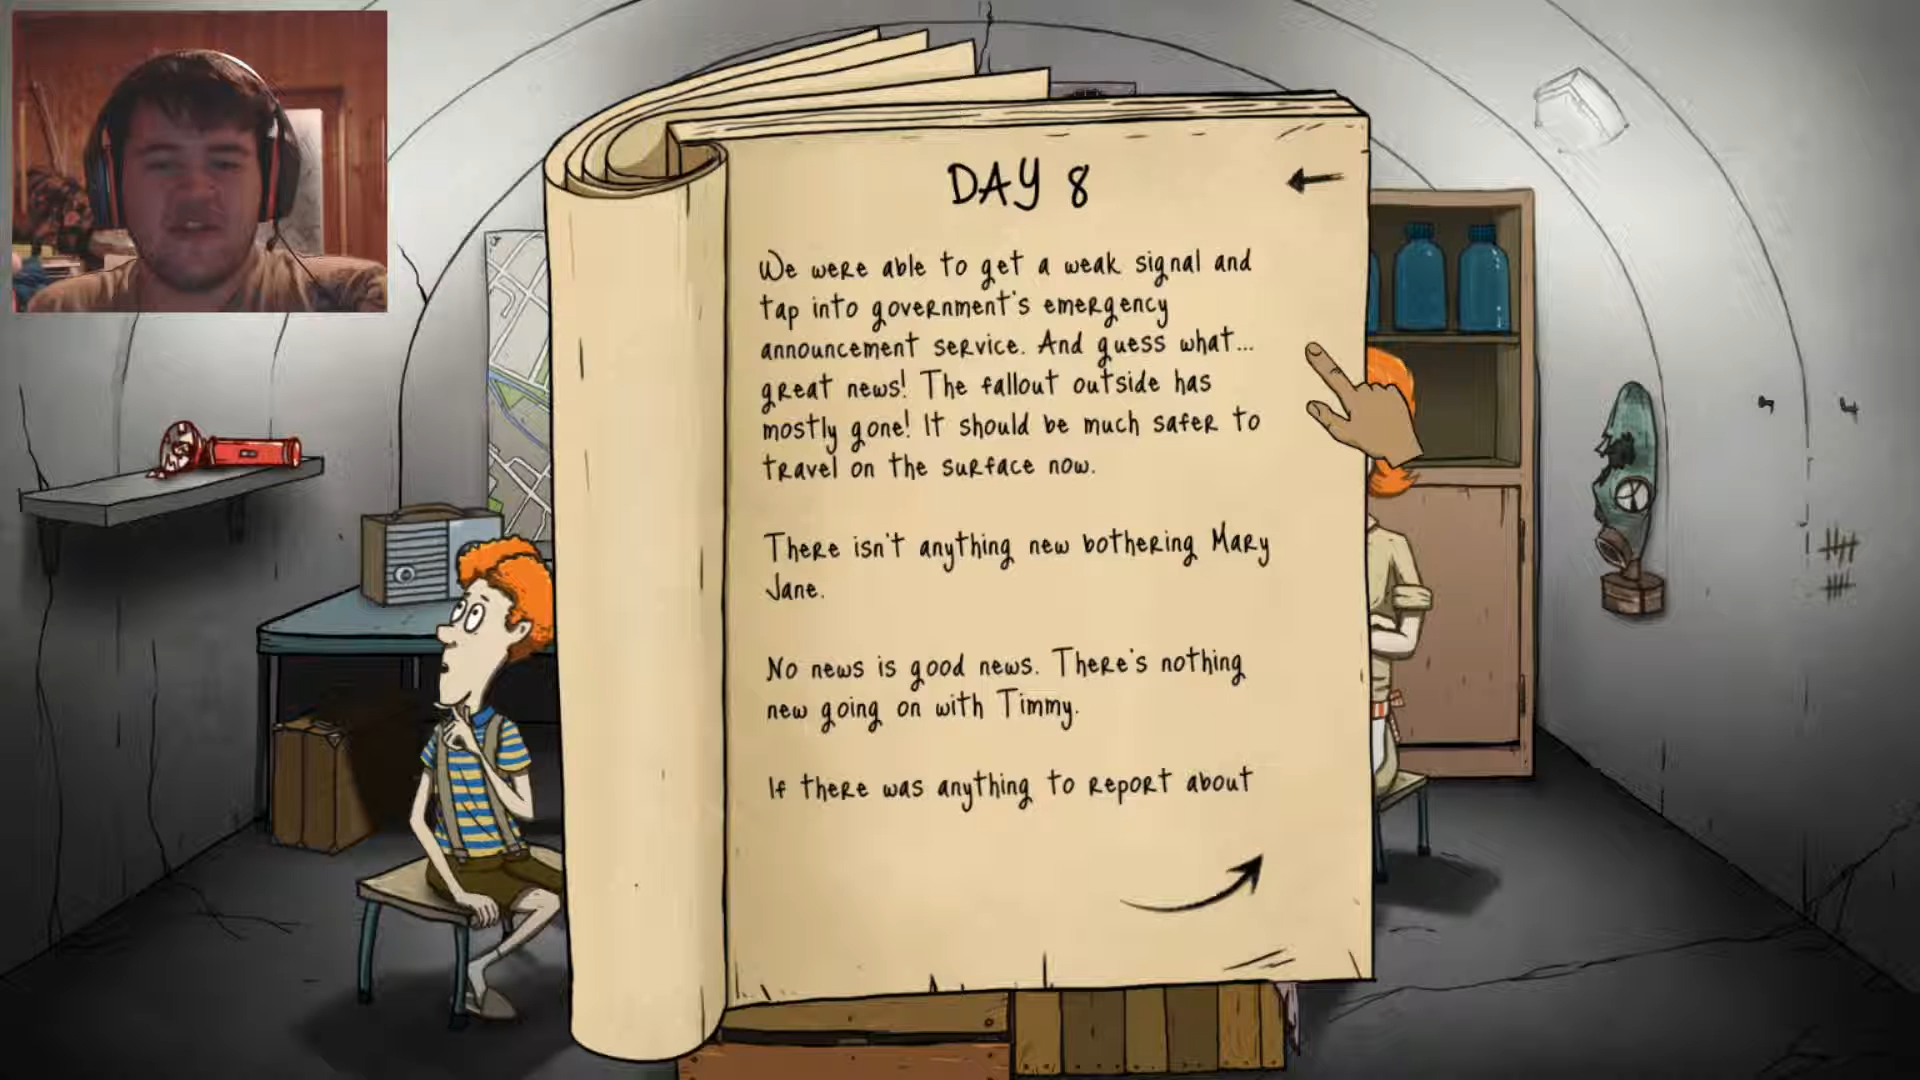 DAY 8
We were able to get a weak signal and
tap into government's emergency
announcement service. And guess what...
great news! The fallout outside has
mostly gone! It should be much safer to
travel on the surface now.
There isn't anything new bothering Mary
Jane.
No news is good news. There's nothing
new going on with Timmy.
If there was anything to report about